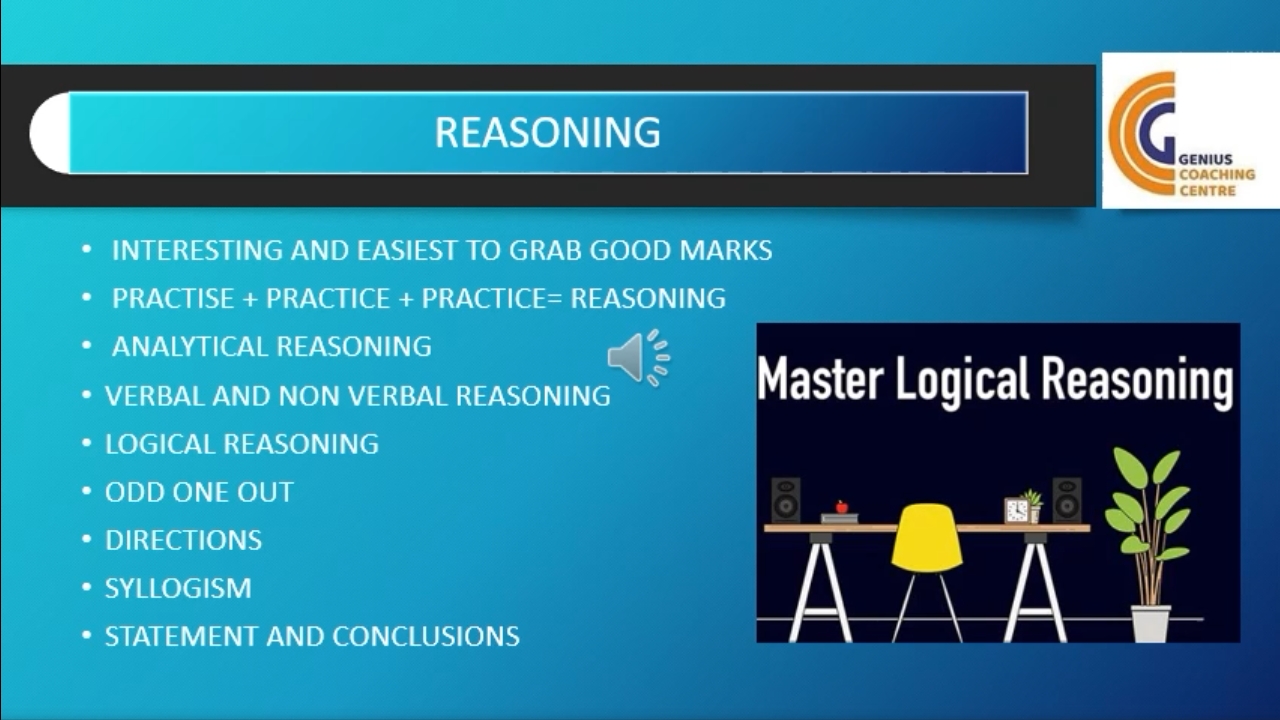 REASONING
GENIUS
COACHING
CENTRE
• INTERESTING AND EASIEST TO GRAB GOOD MARKS
• PRACTISE + PRACTICE + PRACTICE= REASONING
• ANALYTICAL REASONING
• VERBAL AND NON VERBAL REASONING
• LOGICAL REASONING
• ODD ONE OUT
• DIRECTIONS
• SYLLOGISM
• STATEMENT AND CONCLUSIONS
Master Logical Reasoning